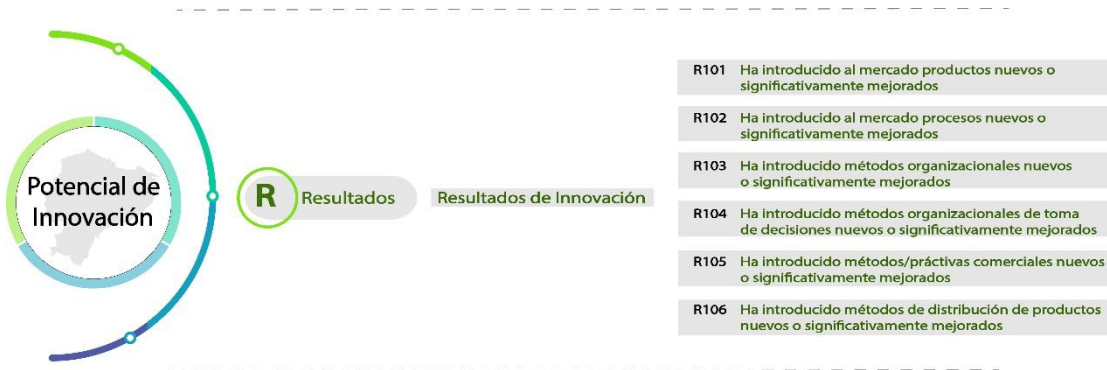 Potencial de
Innovación
R
Resultados
Resultados de Innovación
R101 Ha introducido al mercado productos nuevos o
significativamente mejorados
R102 Ha introducido al mercado procesos nuevos o
significativamente mejorados
R103 Ha introducido métodos organizacionales nuevos
o significativamente mejorados
R104 Ha introducido métodos organizacionales de toma
de decisiones nuevos o significativamente mejorados
R105 Ha introducido métodos/práctivas comerciales nuevos
o significativamente mejorados
R106 Ha introducido métodos de distribución de productos
nuevos o significativamente mejorados